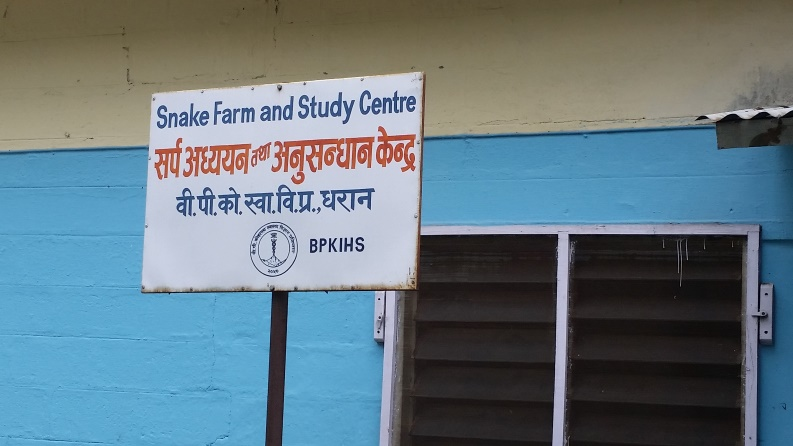 Snake Farm and Study Centre
सर्प अध्ययन तथा अनुसन्धान केन्द्र
वी.पी.को.स्वा.वि.प्र.,धरान
BPKIHS